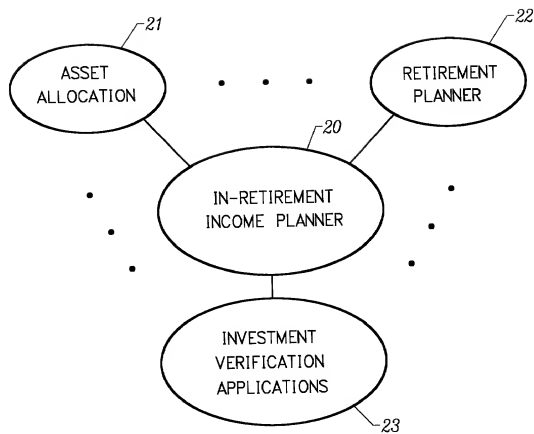 21
22
ASSET
ALLOCATION
RETIREMENT
PLANNER
20
IN-RETIREMENT
INCOME PLANNER
INVESTMENT
VERIFICATION
APPLICATIONS
23